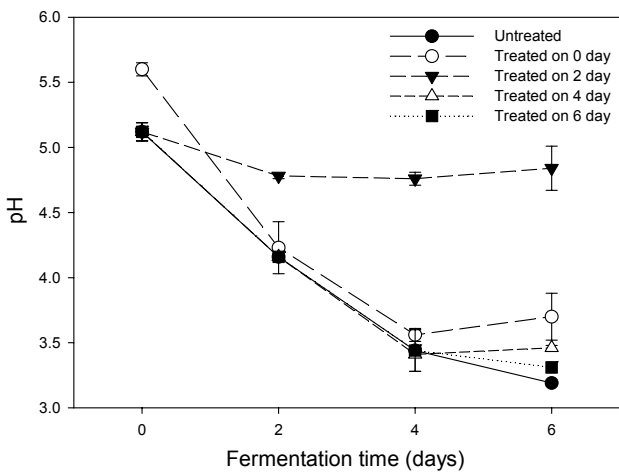 6.0
Untreated
Treated on 0 day
Treated on 2 day
Treated on 4 day
Treated on 6 day
5.5
5.0
pH
4.5
4.0
3.5
3.0
0 2 4 6
Fermentation time (days)